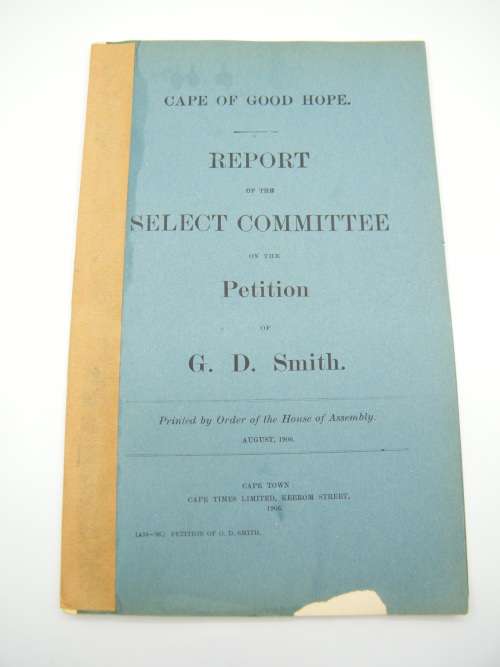 CAPE OF GOOD HOPE.
REPORT
OF THE
SELECT COMMITTEE
ON THE
Petition
OF
G. D. Smith.
Printed by Order of the House of Assembly.
AUGUST, 1906.
CAPE TOWN
CAPE TIMES LIMITED, KEEROM STREET,
1906.
PETITION OF G. D. SMITH.